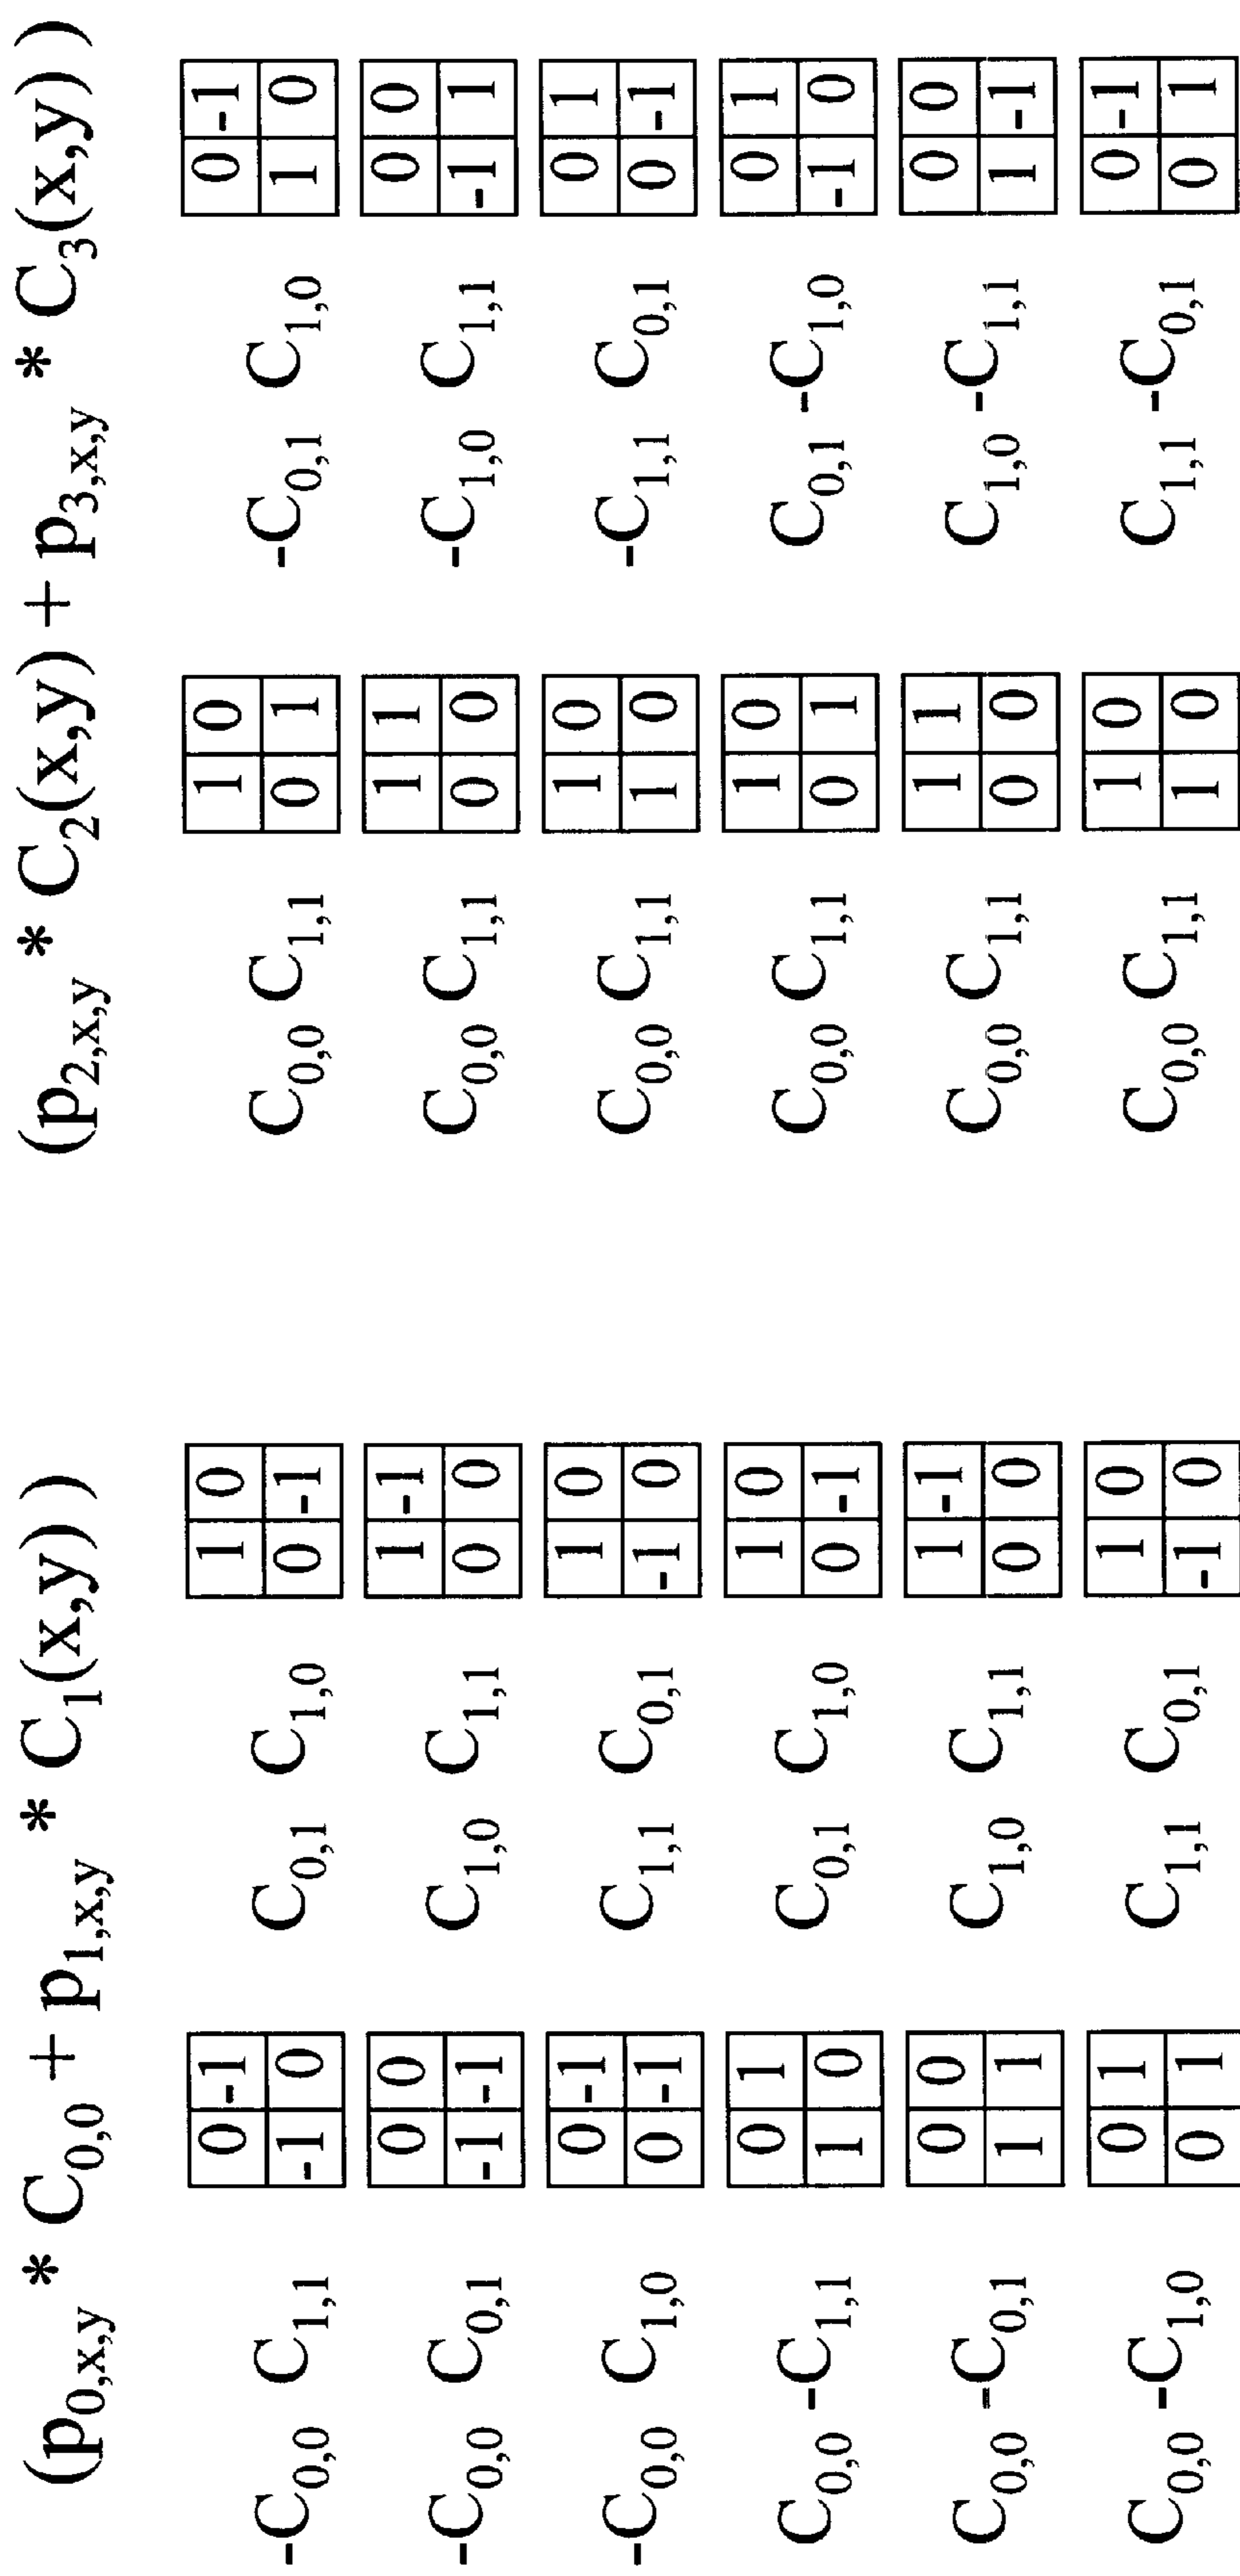 (p0,x,y * C0,0 + p1,x,y * C1(x,y) ) (p2,x,y * C2(x,y) + p3,x,y * C3(x,y) )
0 -1 1 0 1 0 0 -1
-C0,0 C1,1 C0,1 C1,0 C0,0 C1,1 -C0,1 C1,0
-1 0 0 -1 0 1 1 0
0 0 1 -1 1 1 0 0
-C0,0 C0,1 C1,0 C1,1 C0,0 C1,1 -C1,0 C1,1
-1 -1 0 0 0 0 -1 1
0 -1 1 0 1 0 0 1
-C0,0 C1,0 C1,1 C0,1 C0,0 C1,1 -C1,1 C0,1
0 -1 -1 0 1 0 0 -1
0 1 1 0 1 0 0 1
C0,0 -C1,1 C0,1 C1,0 C0,0 C1,1 C0,1 -C1,0
1 0 0 -1 0 1 -1 0
0 0 1 -1 1 1 0 0
C0,0 -C0,1 C1,0 C1,1 C0,0 C1,1 C1,0 -C1,1
1 1 0 0 0 0 1 -1
0 1 1 0 1 0 0 -1
C0,0 -C1,0 C1,1 C0,1 C0,0 C1,1 C1,1 -C0,1
0 1 -1 0 1 0 0 1